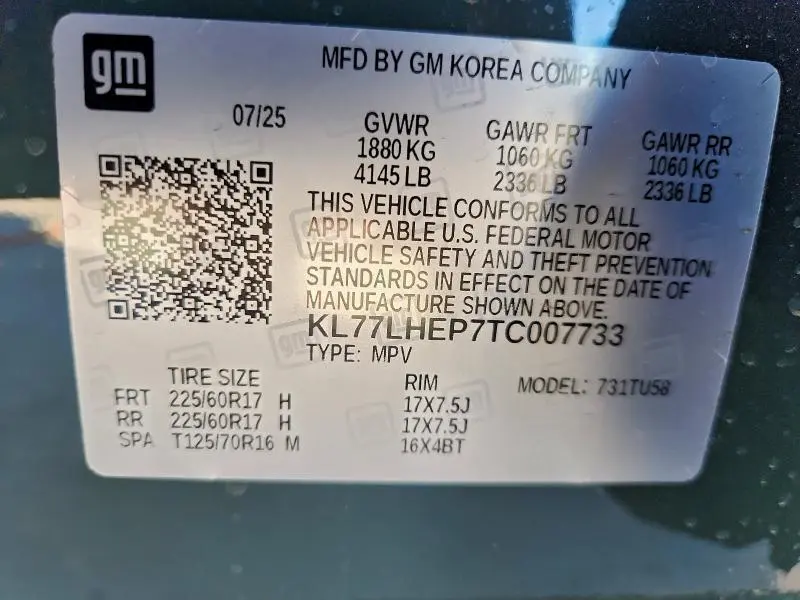 gm
MFD BY GM KOREA COMPANY
07/25 GVWR GAWR FRT GAWR RR
1880 KG 1060 KG 1060 KG
4145 LB 2336 LB 2336 LB
THIS VEHICLE CONFORMS TO ALL
APPLICABLE U.S. FEDERAL MOTOR
VEHICLE SAFETY AND THEFT PREVENTION
STANDARDS IN EFFECT ON THE DATE OF
MANUFACTURE SHOWN ABOVE.
KL77LHEP7TC007733
TYPE: MPV
TIRE SIZE RIM MODEL: 731TU58
FRT 225/60R17 H 17X7.5J
RR 225/60R17 H 17X7.5J
SPA T125/70R16 M 16X4BT